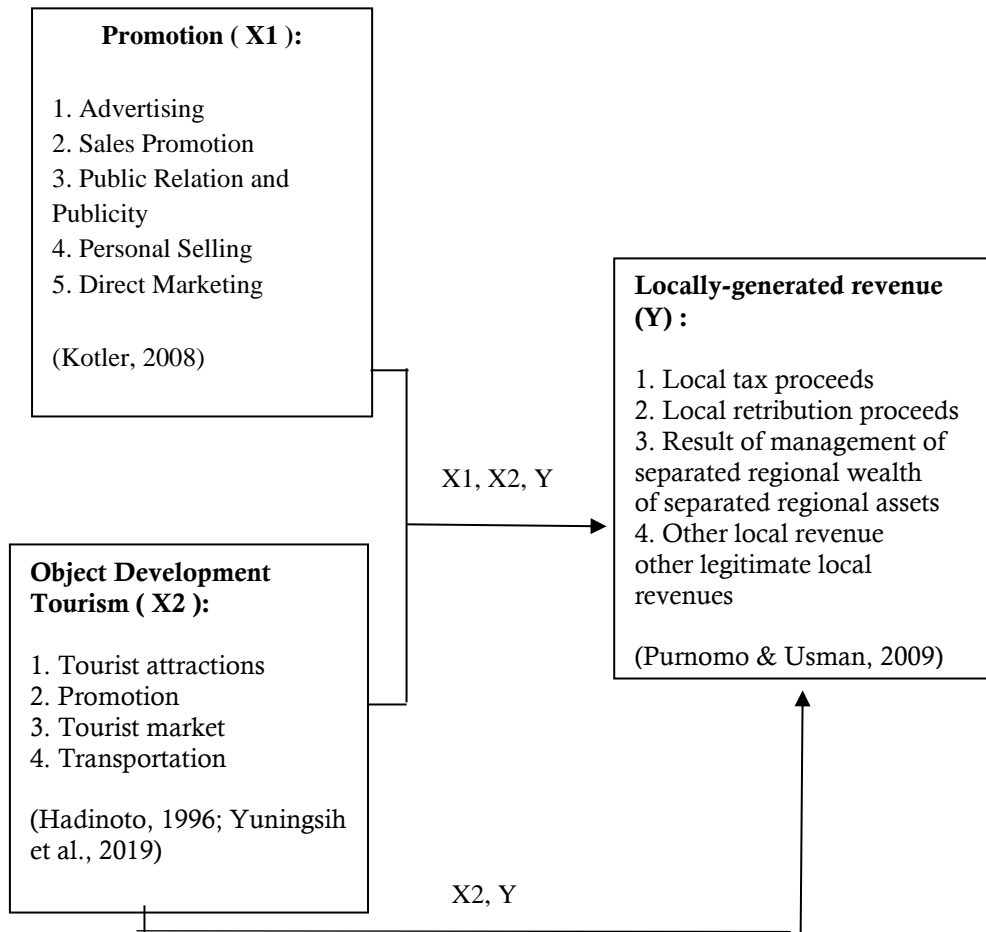 Promotion ( X1 ):
1. Advertising
2. Sales Promotion
3. Public Relation and
Publicity
4. Personal Selling
5. Direct Marketing
(Kotler, 2008)
Object Development
Tourism ( X2 ):
1. Tourist attractions
2. Promotion
3. Tourist market
4. Transportation
(Hadinoto, 1996; Yuningsih
et al., 2019)
X1, X2, Y
X2, Y
Locally-generated revenue
(Y) :
1. Local tax proceeds
2. Local retribution proceeds
3. Result of management of
separated regional wealth
of separated regional assets
4. Other local revenue
other legitimate local
revenues
(Purnomo & Usman, 2009)